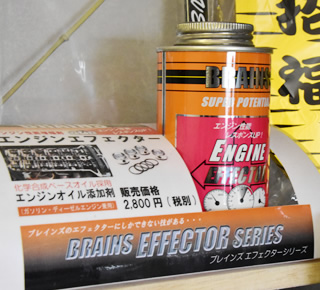 招
福
BRAINS
SUPER POTENTIAL
エンジン性能・
レスポンスUP!
ENGINE
EFFECTOR
エンジンエフェク
化学合成ベースオイル採用
エンジンオイル添加剤
(ガソリン・ディーゼルエンジン兼用)
販売価格
2,800円(税別)
ブレインズのエフェクターにしかできない技がある・・・
BRAINS EFFECTOR SERIES
ブレインズ エフェクターシリーズ